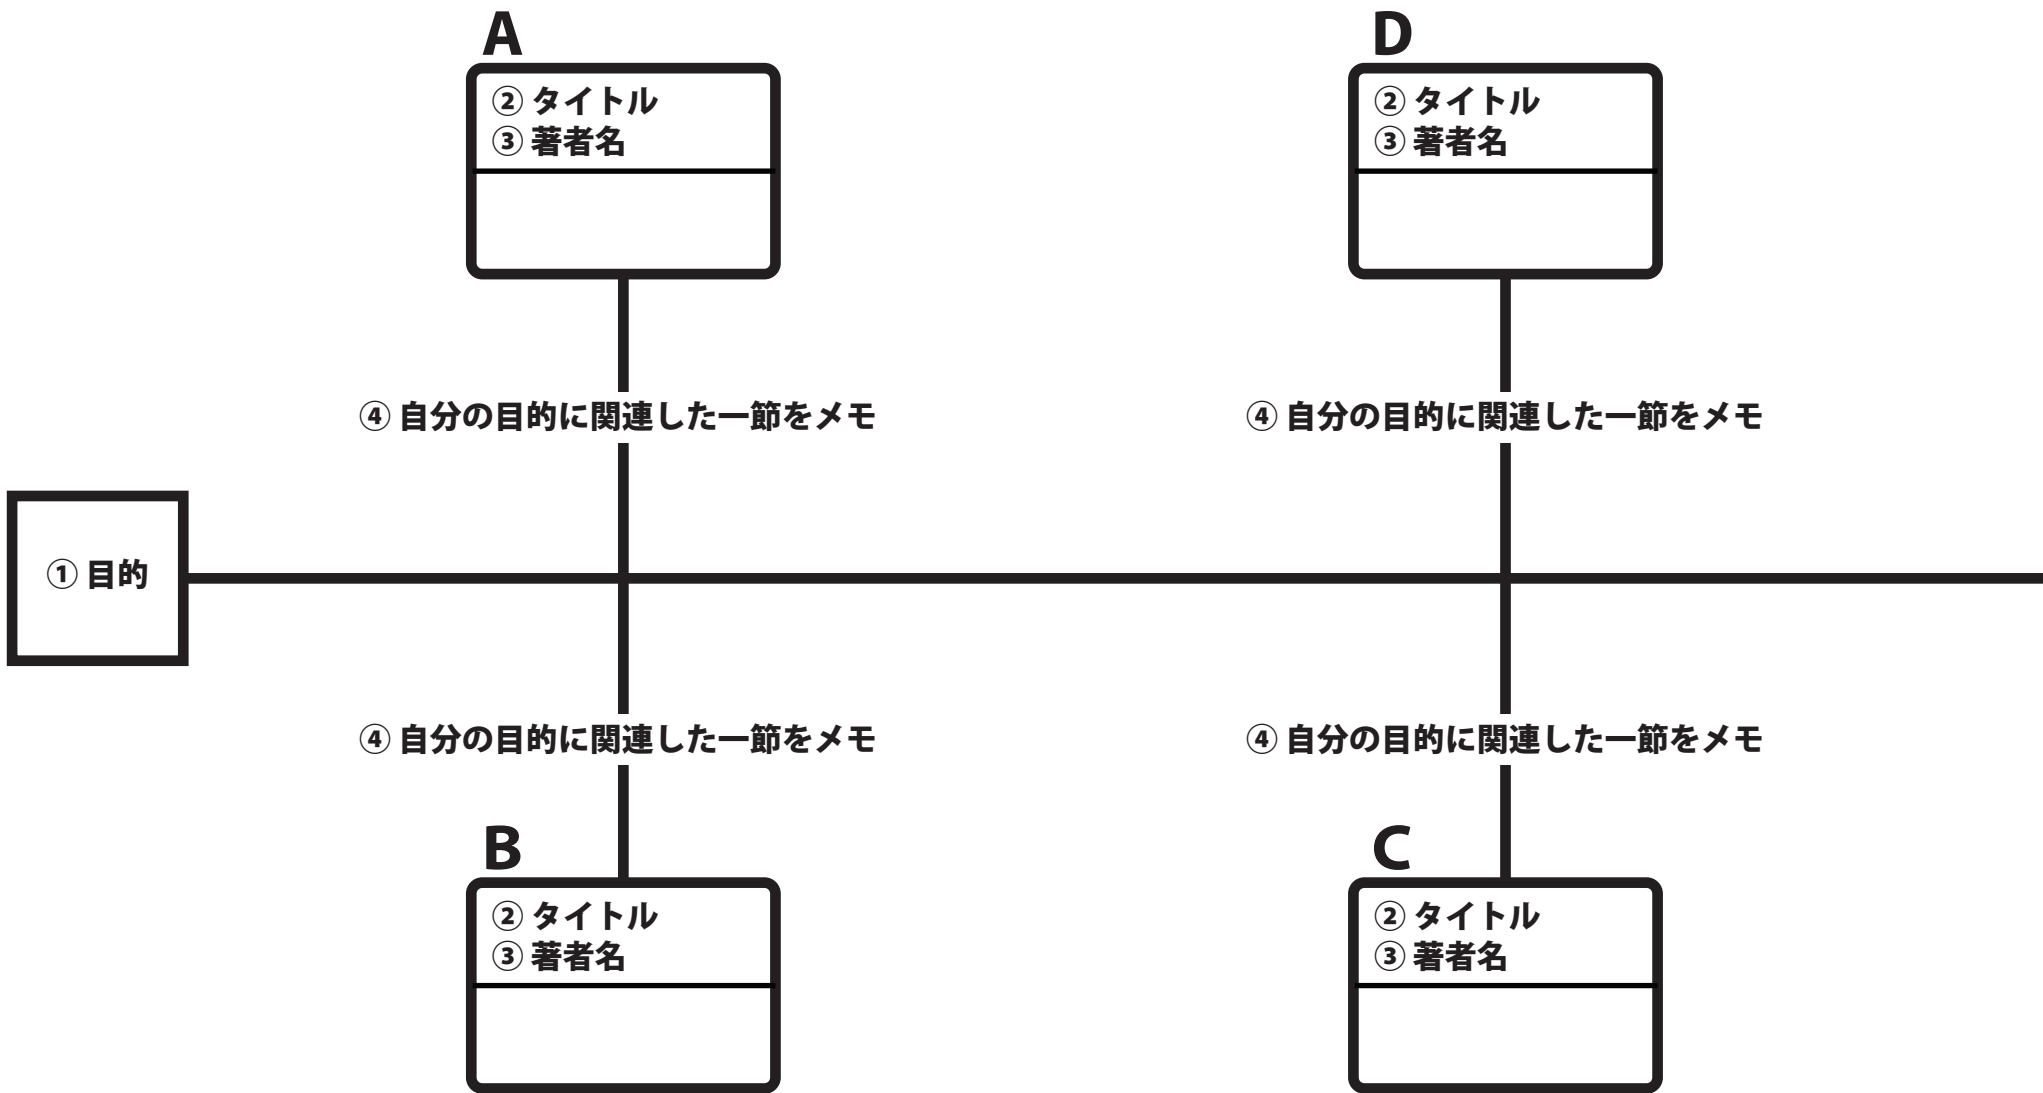 A
② タイトル
③ 著者名
D
② タイトル
③ 著者名
④ 自分の目的に関連した一節をメモ
④ 自分の目的に関連した一節をメモ
① 目的
④ 自分の目的に関連した一節をメモ
④ 自分の目的に関連した一節をメモ
B
② タイトル
③ 著者名
C
② タイトル
③ 著者名